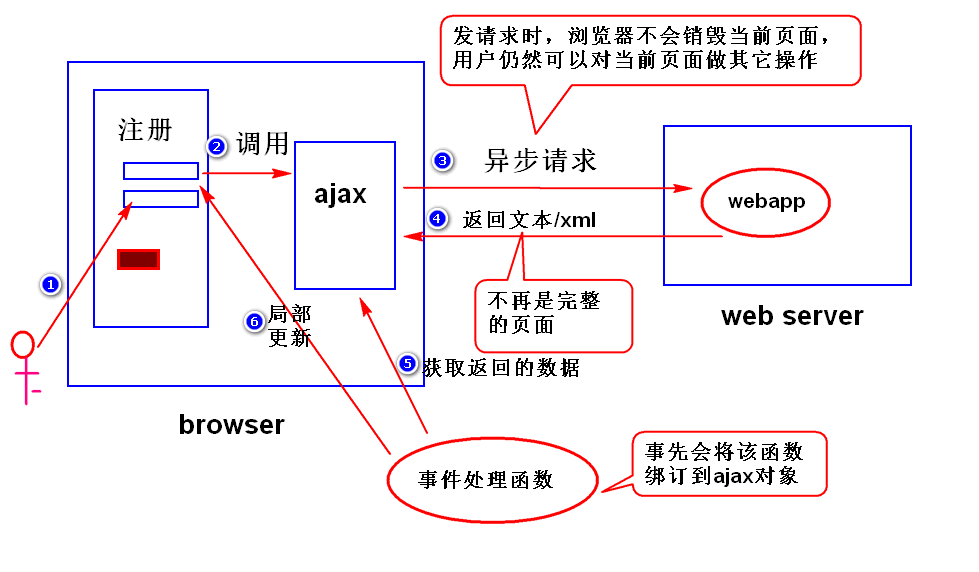 发请求时，浏览器不会销毁当前页面，
用户仍然可以对当前页面做其它操作
注册
2 调用
ajax
3 异步请求
webapp
4 返回文本/xml
1
不再是完整
的页面
web server
6 局部
更新
5 获取返回的数据
browser
事件处理函数
事先会将该函数
绑订到ajax对象